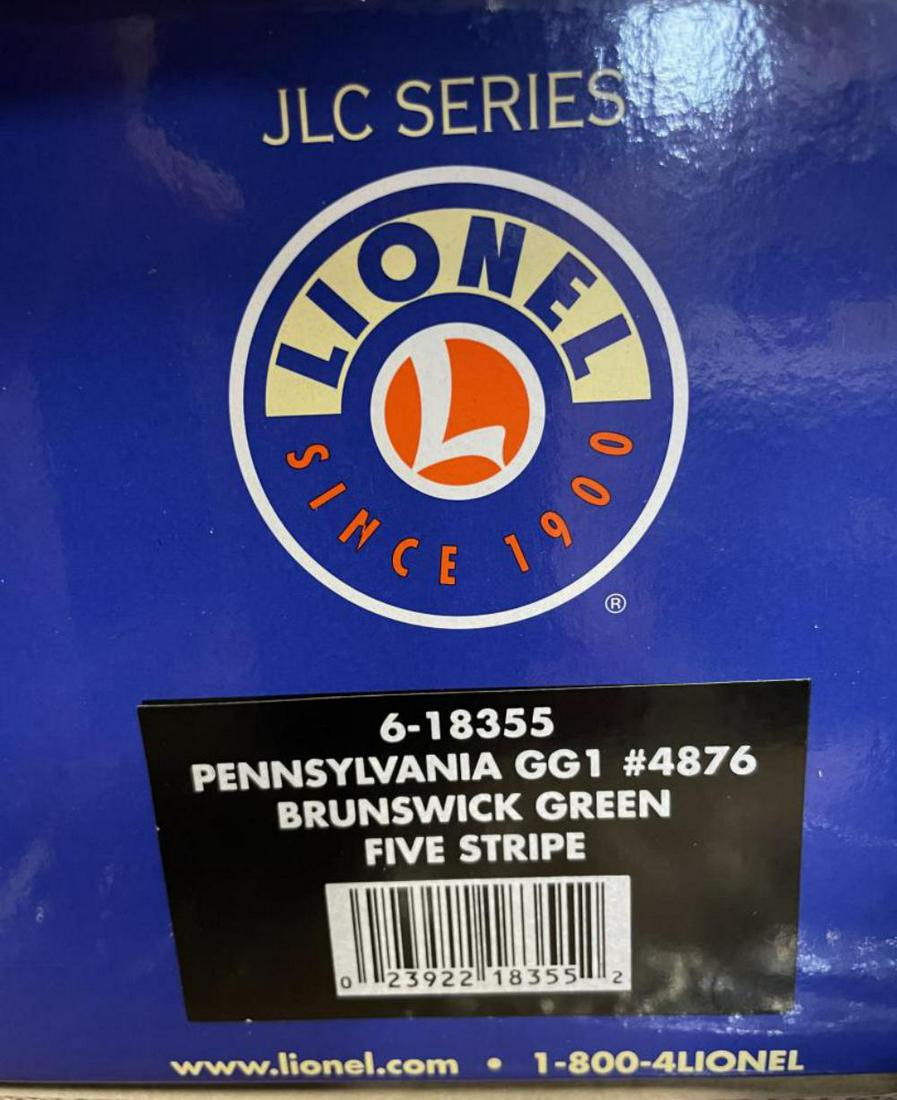 JLC SERIES
LIONEL
L
SINCE 1900
®
6-18355
PENNSYLVANIA GG1 #4876
BRUNSWICK GREEN
FIVE STRIPE
0 23922 18355 2
www.lionel.com • 1-800-4LIONEL